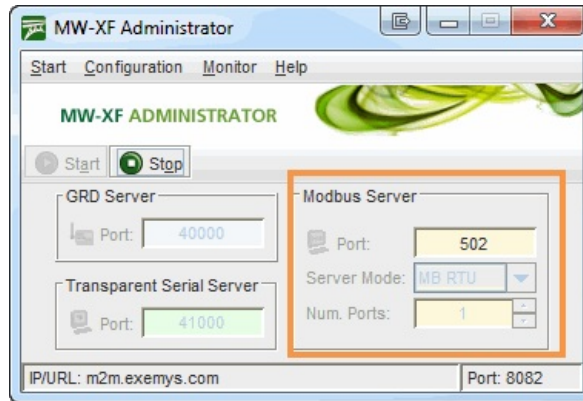 MW-XF Administrator
Start Configuration Monitor Help
MW-XF ADMINISTRATOR
Start Stop
GRD Server
Port: 40000
Transparent Serial Server
Port: 41000
Modbus Server
Port: 502
Server Mode: MB RTU
Num. Ports: 1
IP/URL: m2m.exemys.com Port: 8082